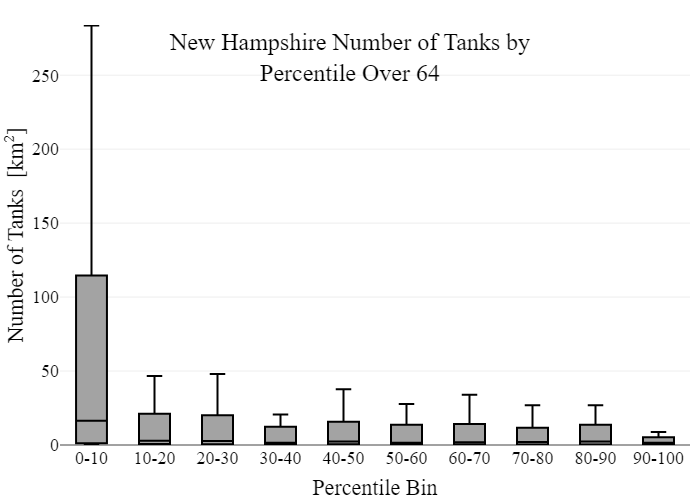 New Hampshire Number of Tanks by
Percentile Over 64
Number of Tanks [km²]
250
200
150
100
50
0
0-10 10-20 20-30 30-40 40-50 50-60 60-70 70-80 80-90 90-100
Percentile Bin